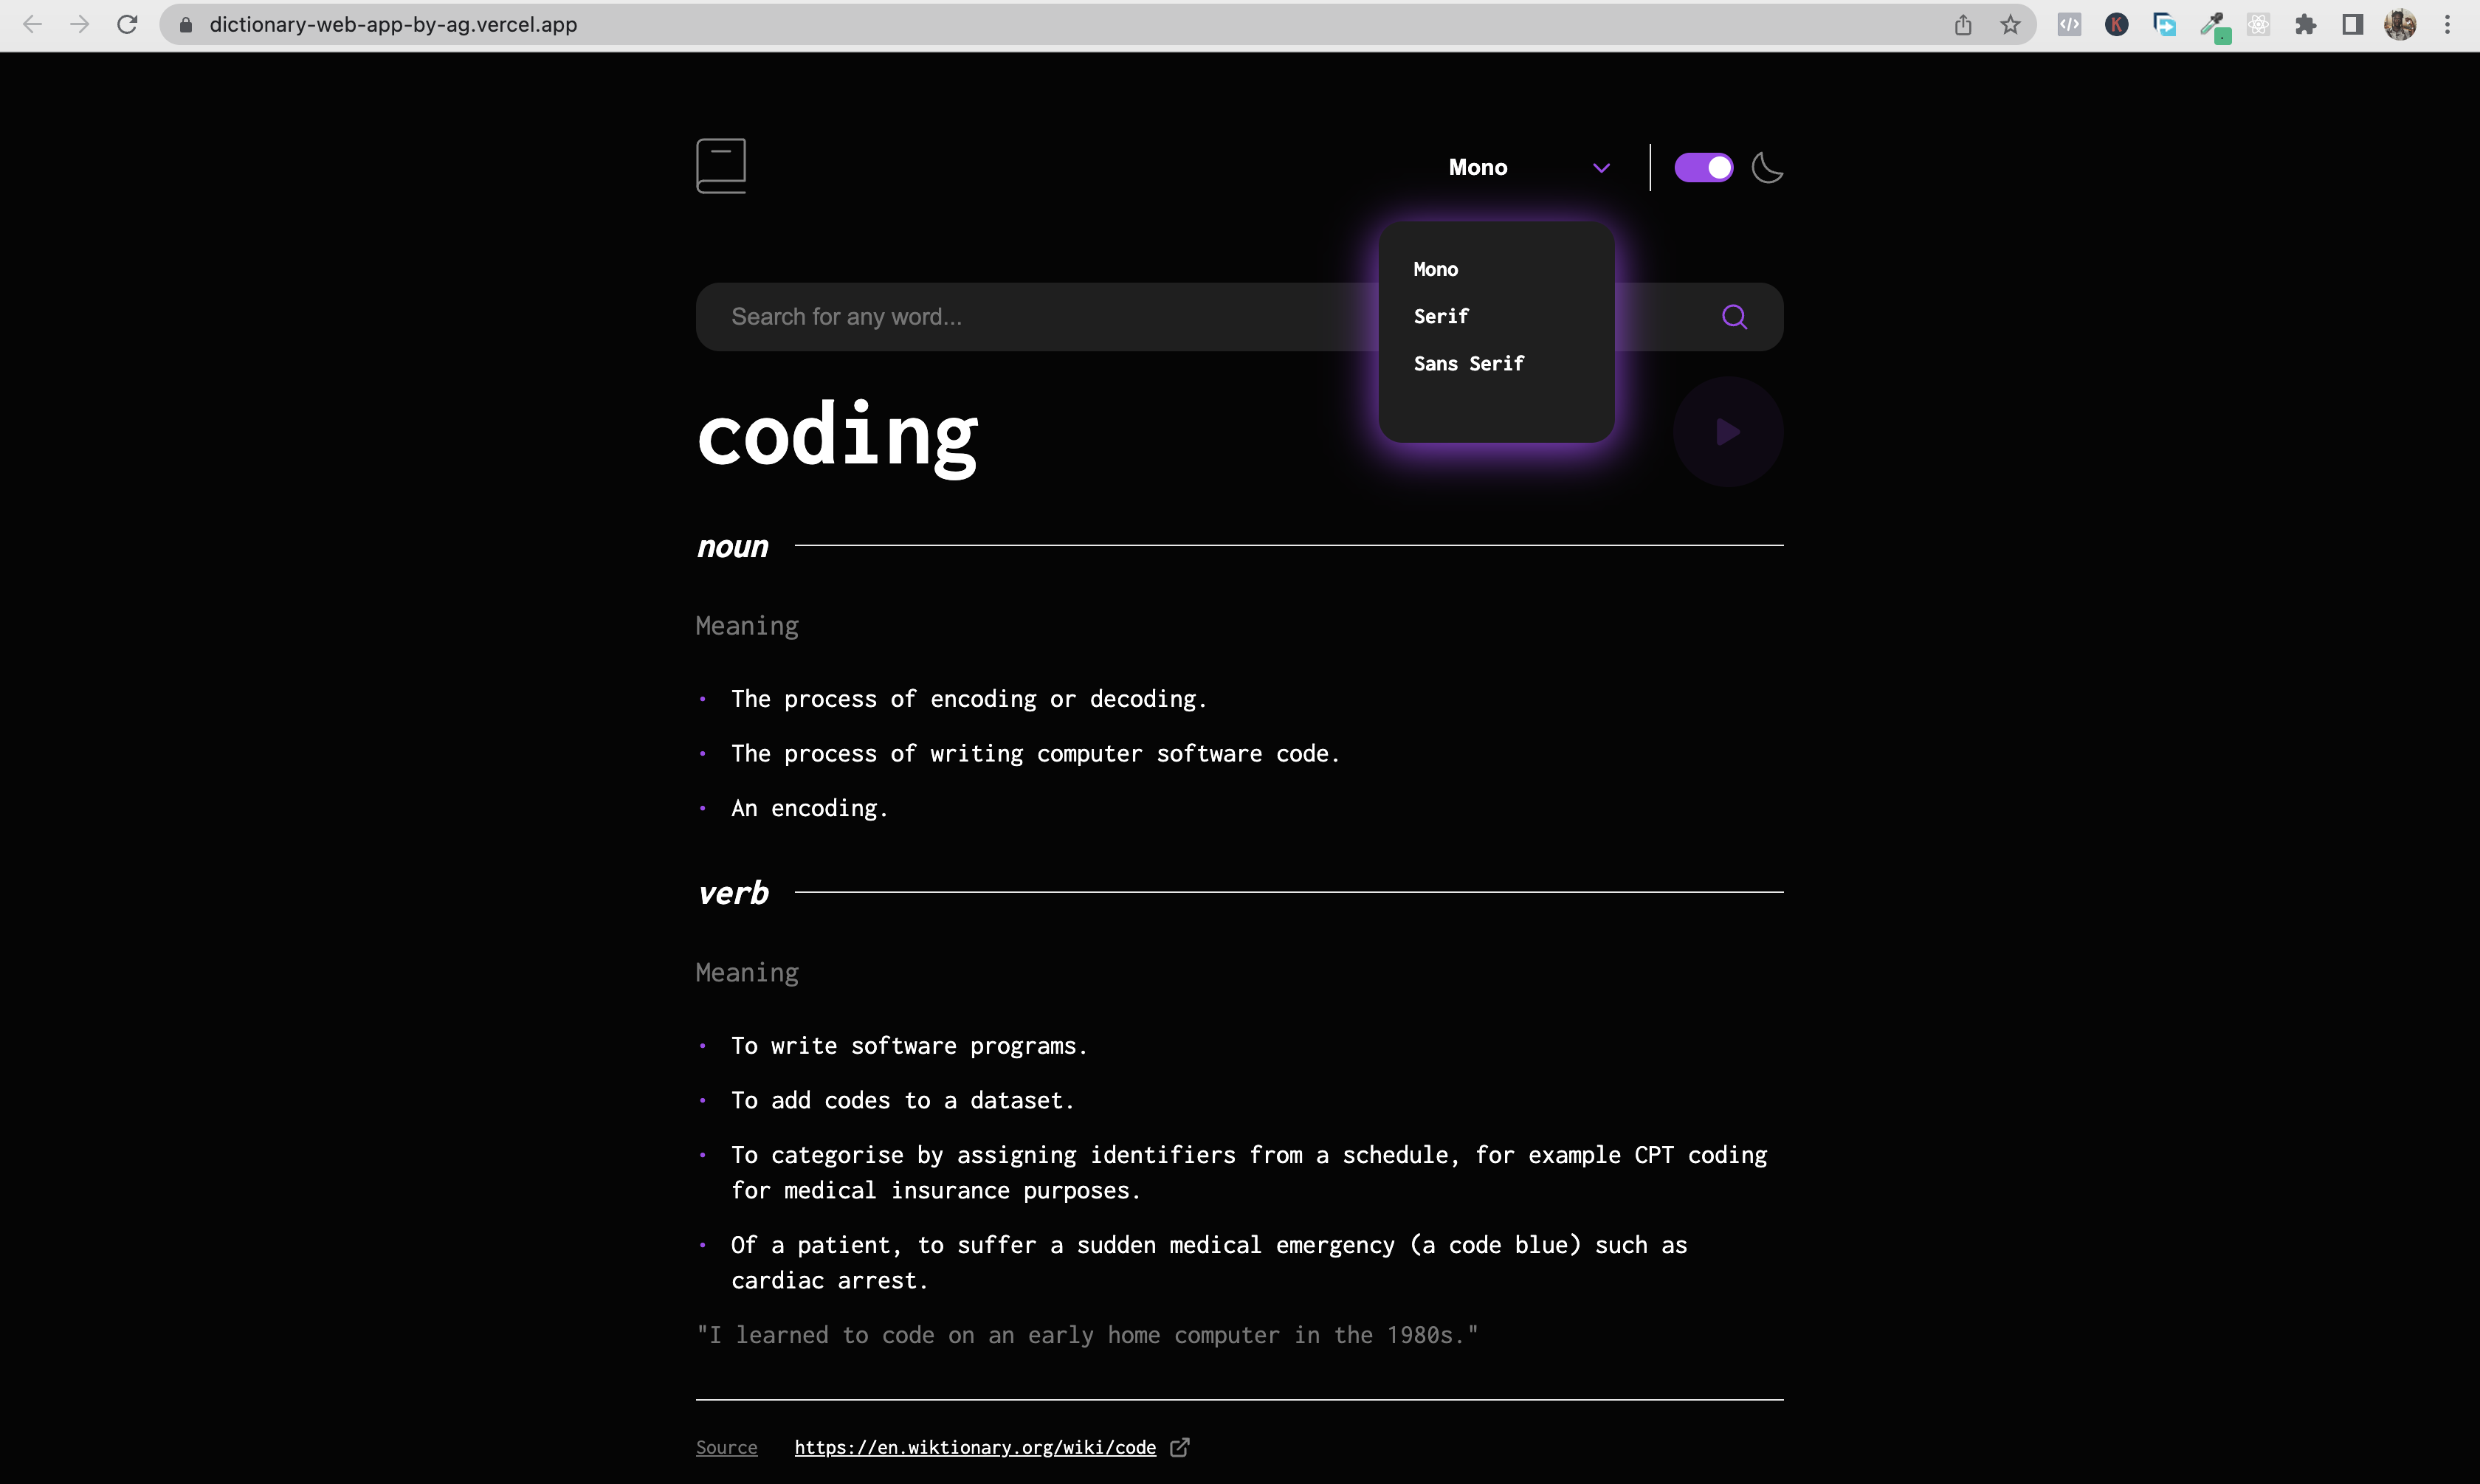 dictionary-web-app-by-ag.vercel.app
Mono
Mono
Serif
Sans Serif
Search for any word...
coding
noun
Meaning
The process of encoding or decoding.
The process of writing computer software code.
An encoding.
verb
Meaning
To write software programs.
To add codes to a dataset.
To categorise by assigning identifiers from a schedule, for example CPT coding
for medical insurance purposes.
Of a patient, to suffer a sudden medical emergency (a code blue) such as
cardiac arrest.
"I learned to code on an early home computer in the 1980s."
Source https://en.wiktionary.org/wiki/code